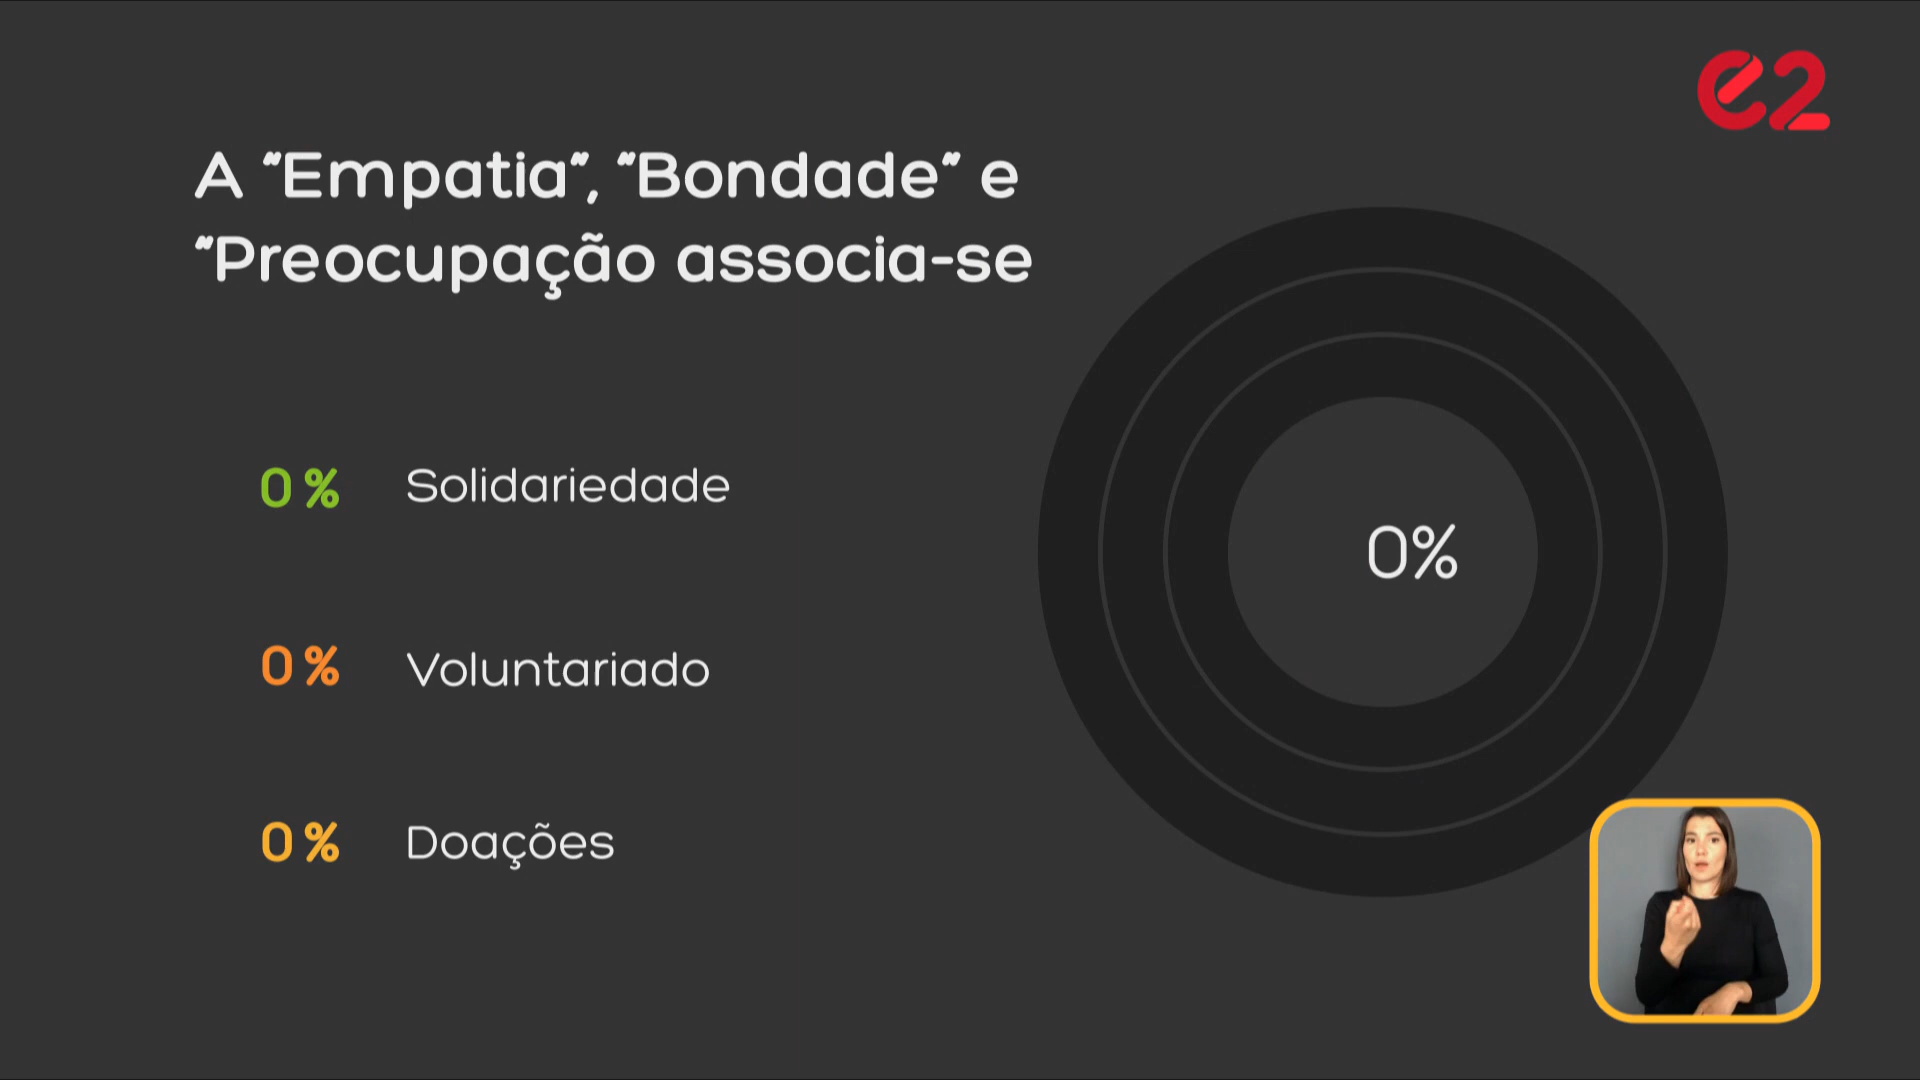 e2
A “Empatia”, “Bondade” e
“Preocupação associa-se
0 % Solidariedade
0%
0 % Voluntariado
0 % Doações